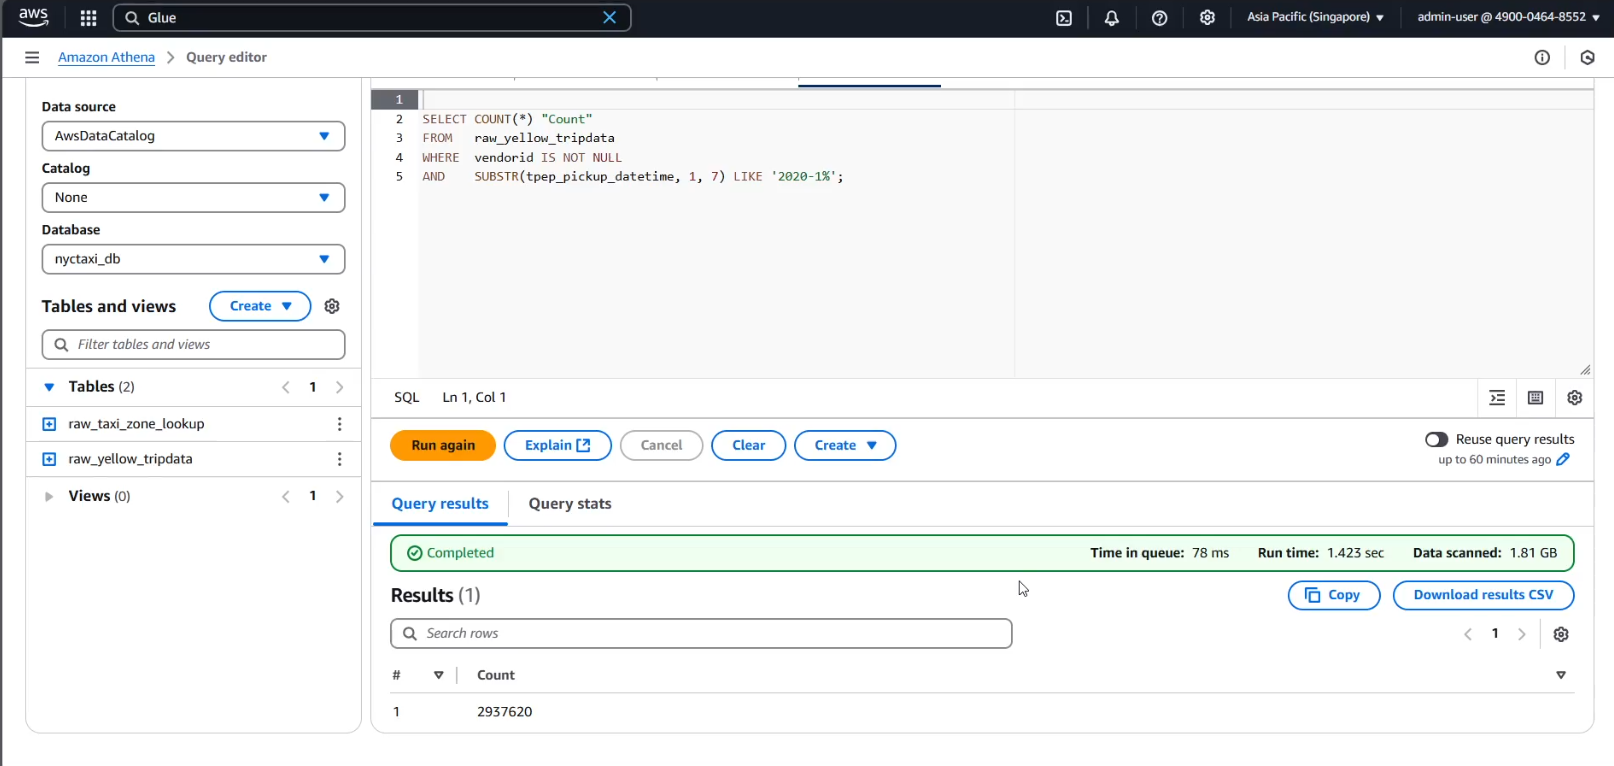 aws
Glue
Asia Pacific (Singapore)
admin-user @ 4900-0464-8552
Amazon Athena > Query editor
Data source
AwsDataCatalog
Catalog
None
Database
nyctaxi_db
Tables and views
Create
Filter tables and views
Tables (2)
< 1 >
raw_taxi_zone_lookup
raw_yellow_tripdata
Views (0)
< 1 >
1
2 SELECT COUNT(*) "Count"
3 FROM raw_yellow_tripdata
4 WHERE vendorid IS NOT NULL
5 AND SUBSTR(tpep_pickup_datetime, 1, 7) LIKE '2020-1%';
SQL Ln 1, Col 1
Run again
Explain
Cancel
Clear
Create
Reuse query results
up to 60 minutes ago
Query results
Query stats
Completed
Time in queue: 78 ms
Run time: 1.423 sec
Data scanned: 1.81 GB
Results (1)
Copy
Download results CSV
Search rows
< 1 >
# Count
1 2937620